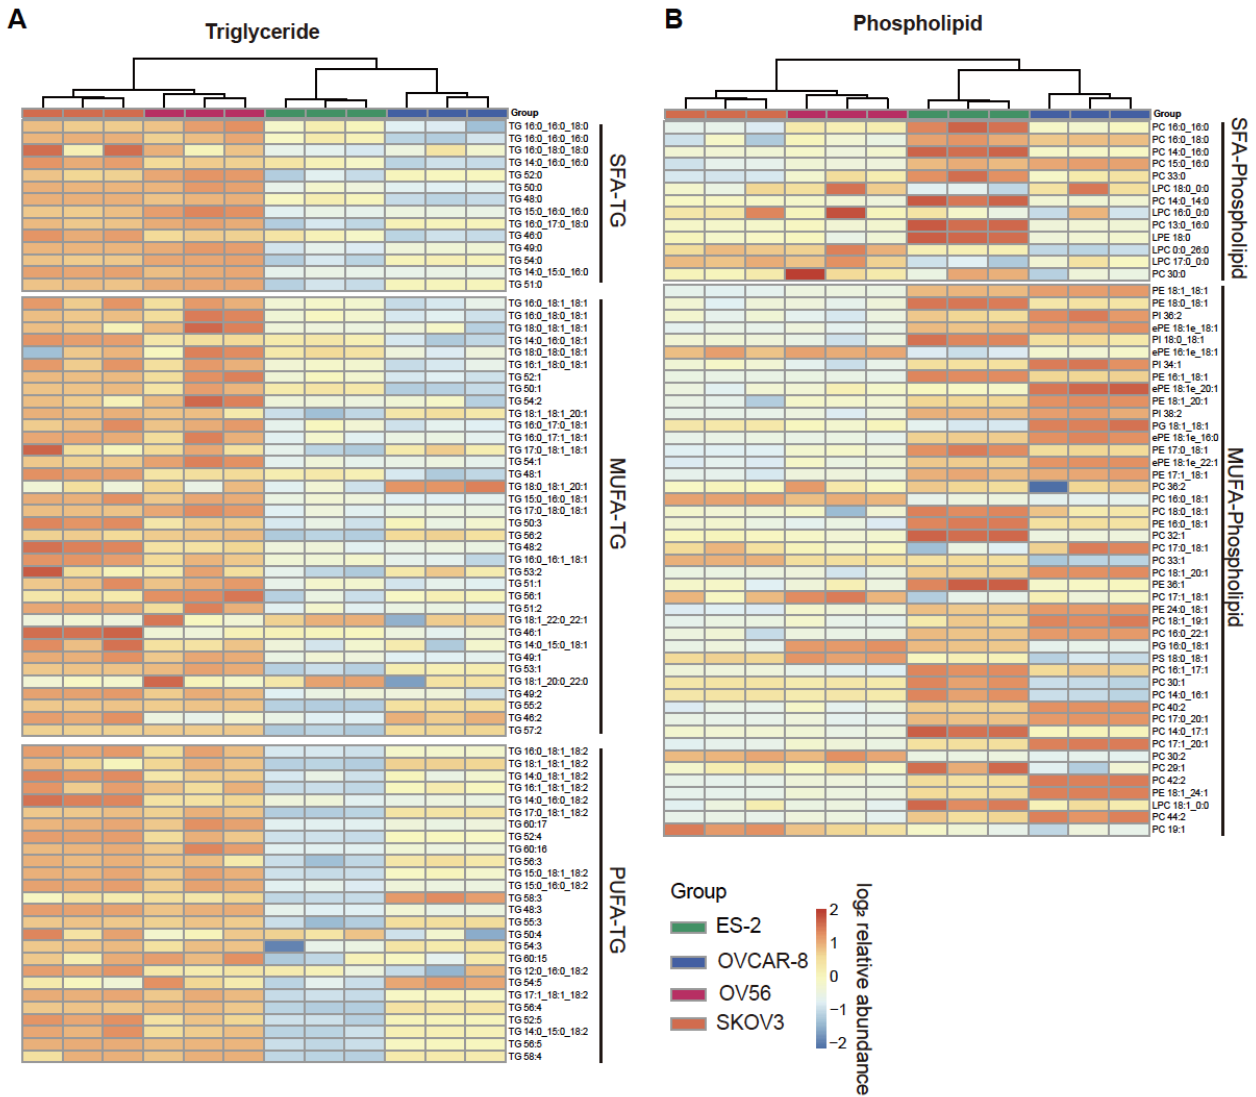 A
Triglyceride
Group
TG 16:0_16:0_18:0
TG 16:0_16:0_16:0
TG 16:0_18:0_18:0
TG 14:0_16:0_16:0
TG 52:0
TG 50:0
TG 48:0
TG 15:0_16:0_16:0
TG 16:0_17:0_18:0
TG 46:0
TG 49:0
TG 54:0
TG 14:0_15:0_16:0
TG 51:0
SFA-TG
TG 16:0_18:1_18:1
TG 16:0_18:0_18:1
TG 18:0_18:1_18:1
TG 14:0_16:0_18:1
TG 18:0_18:0_18:1
TG 16:1_18:0_18:1
TG 52:1
TG 50:1
TG 54:2
TG 18:1_18:1_20:1
TG 16:0_17:0_18:1
TG 16:0_17:1_18:1
TG 17:0_18:1_18:1
TG 54:1
TG 48:1
TG 18:0_18:1_20:1
TG 15:0_16:0_18:1
TG 17:0_18:0_18:1
TG 50:3
TG 56:2
TG 48:2
TG 16:0_16:1_18:1
TG 53:2
TG 51:1
TG 56:1
TG 51:2
TG 18:1_22:0_22:1
TG 46:1
TG 14:0_15:0_18:1
TG 49:1
TG 53:1
TG 18:1_20:0_22:0
TG 49:2
TG 55:2
TG 46:2
TG 57:2
MUFA-TG
TG 16:0_18:1_18:2
TG 18:1_18:1_18:2
TG 14:0_18:1_18:2
TG 16:1_18:1_18:2
TG 14:0_16:0_18:2
TG 17:0_18:1_18:2
TG 60:17
TG 52:4
TG 60:16
TG 56:3
TG 15:0_18:1_18:2
TG 15:0_16:0_18:2
TG 58:3
TG 48:3
TG 55:3
TG 50:4
TG 54:3
TG 60:15
TG 12:0_16:0_18:2
TG 54:5
TG 17:1_18:1_18:2
TG 56:4
TG 52:5
TG 14:0_15:0_18:2
TG 56:5
TG 58:4
PUFA-TG
B
Phospholipid
Group
PC 16:0_16:0
PC 16:0_18:0
PC 14:0_16:0
PC 15:0_16:0
PC 33:0
LPC 18:0_0:0
PC 14:0_14:0
LPC 16:0_0:0
PC 13:0_16:0
LPE 18:0
LPC 0:0_26:0
LPC 17:0_0:0
PC 30:0
SFA-Phospholipid
PE 18:1_18:1
PE 18:0_18:1
PI 36:2
ePE 18:1e_18:1
PI 18:0_18:1
ePE 16:1e_18:1
PI 34:1
PE 16:1_18:1
ePE 18:1e_20:1
PE 18:1_20:1
PI 38:2
PG 18:1_18:1
ePE 18:1e_16:0
PE 17:0_18:1
ePE 18:1e_22:1
PE 17:1_18:1
PC 36:2
PC 16:0_18:1
PC 18:0_18:1
PE 16:0_18:1
PC 32:1
PC 17:0_18:1
PC 33:1
PC 18:1_20:1
PE 36:1
PC 17:1_18:1
PE 24:0_18:1
PC 18:1_19:1
PC 16:0_22:1
PG 16:0_18:1
PS 18:0_18:1
PC 16:1_17:1
PC 30:1
PC 14:0_16:1
PC 40:2
PC 17:0_20:1
PC 14:0_17:1
PC 17:1_20:1
PC 30:2
PC 29:1
PC 42:2
PE 18:1_24:1
LPC 18:1_0:0
PC 44:2
PC 19:1
MUFA-Phospholipid
Group
ES-2
OVCAR-8
OV56
SKOV3
2
1
0
−1
−2
log₂ relative abundance